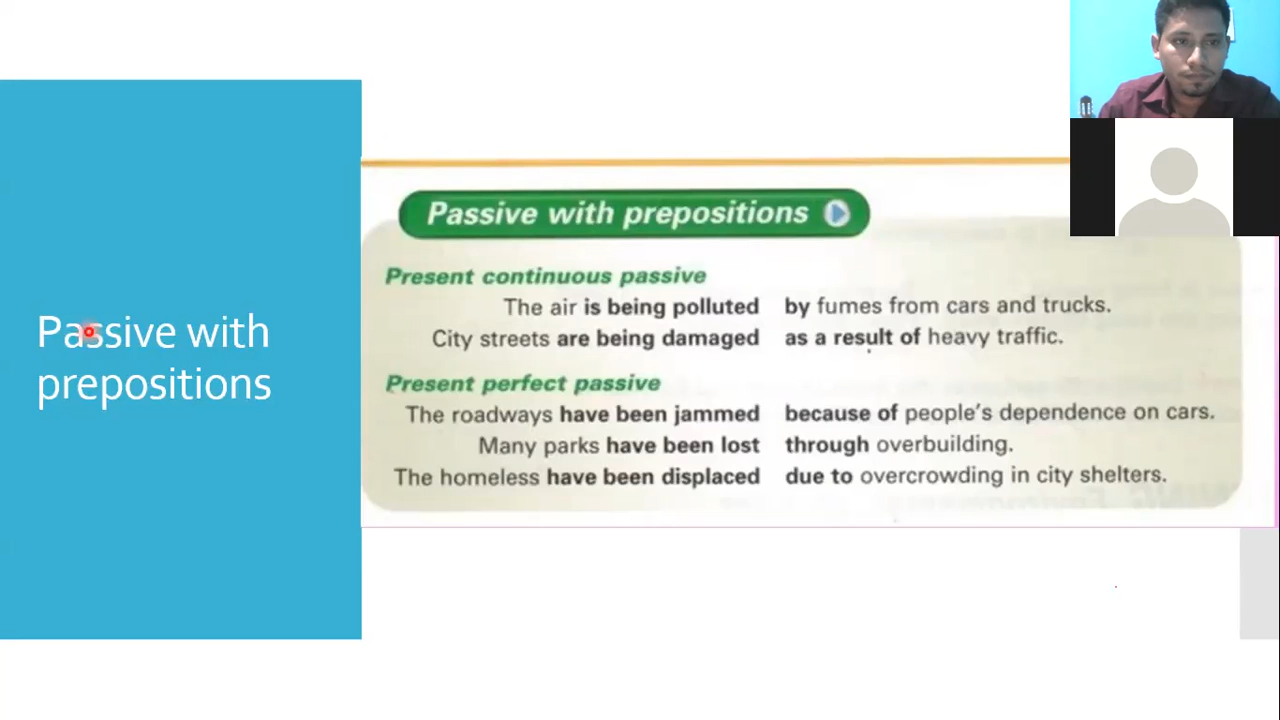 Passive with
prepositions
Passive with prepositions
Present continuous passive
The air is being polluted by fumes from cars and trucks.
City streets are being damaged as a result of heavy traffic.
Present perfect passive
The roadways have been jammed because of people's dependence on cars.
Many parks have been lost through overbuilding.
The homeless have been displaced due to overcrowding in city shelters.